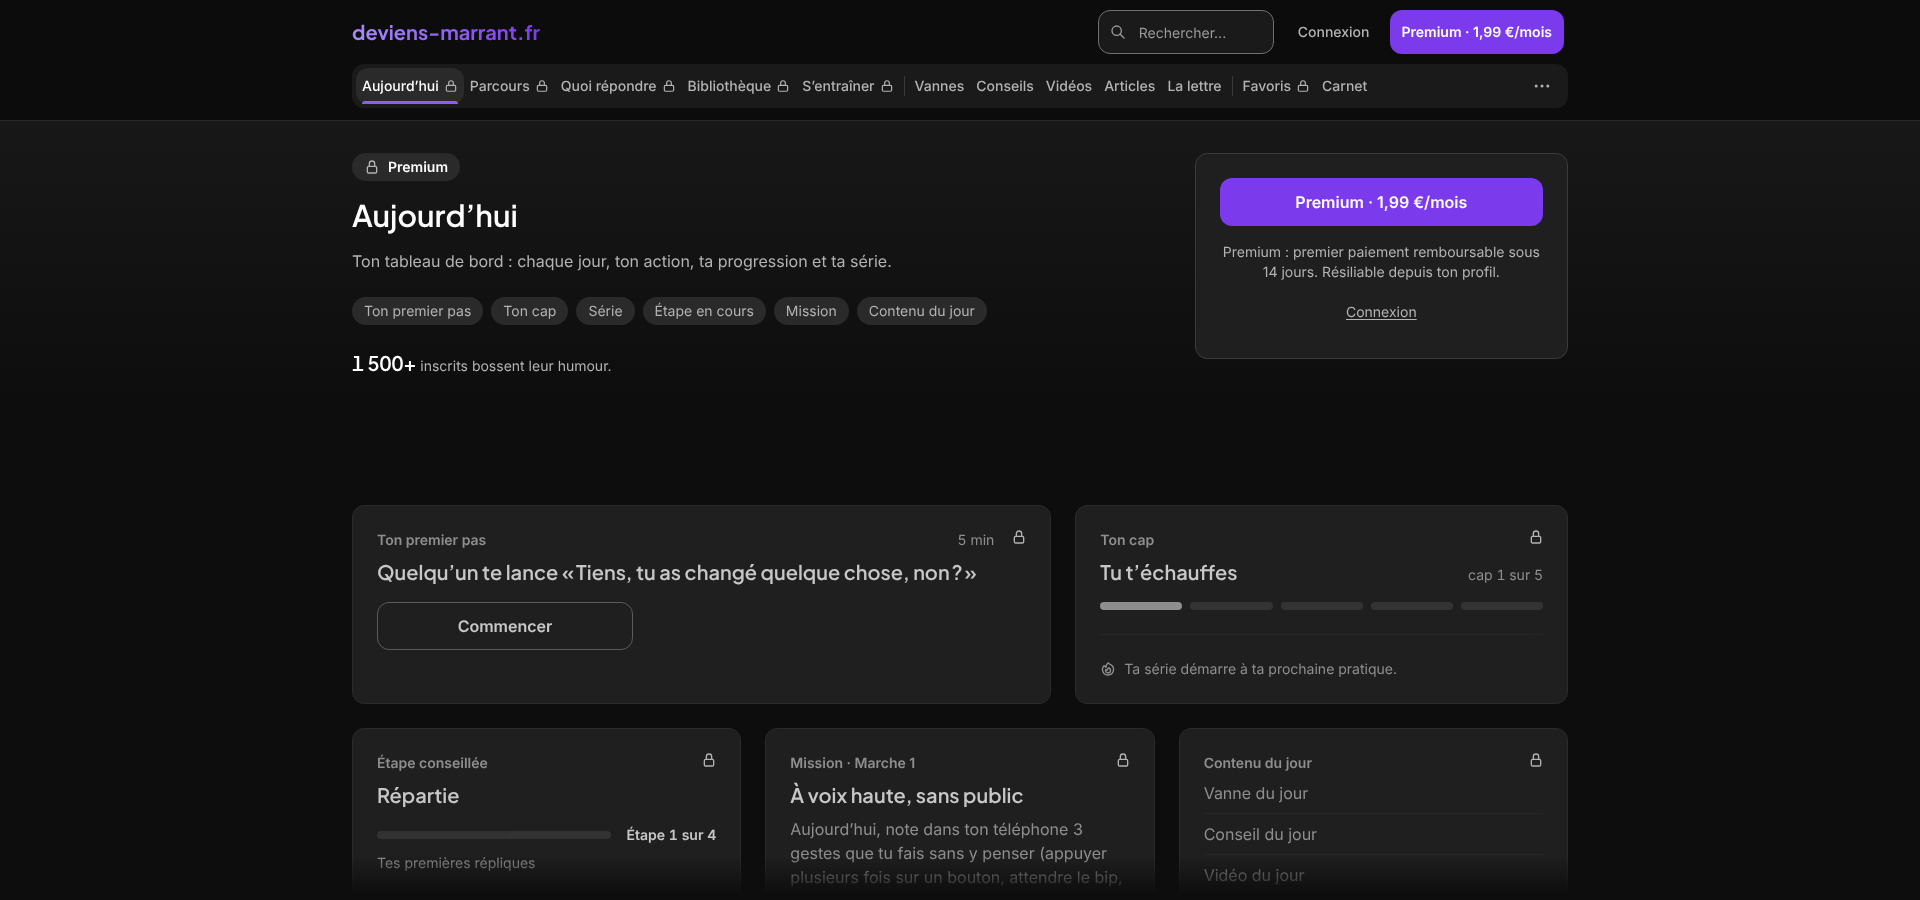 deviens-marrant.fr
Rechercher...
Connexion
Premium · 1,99 €/mois
Aujourd’hui
Parcours
Quoi répondre
Bibliothèque
S’entraîner
Vannes
Conseils
Vidéos
Articles
La lettre
Favoris
Carnet
Premium
Aujourd’hui
Ton tableau de bord : chaque jour, ton action, ta progression et ta série.
Ton premier pas
Ton cap
Série
Étape en cours
Mission
Contenu du jour
1 500+ inscrits bossent leur humour.
Premium · 1,99 €/mois
Premium : premier paiement remboursable sous
14 jours. Résiliable depuis ton profil.
Connexion
Ton premier pas
5 min
Quelqu’un te lance « Tiens, tu as changé quelque chose, non ? »
Commencer
Ton cap
Tu t’échauffes
cap 1 sur 5
Ta série démarre à ta prochaine pratique.
Étape conseillée
Répartie
Étape 1 sur 4
Tes premières répliques
Mission · Marche 1
À voix haute, sans public
Aujourd’hui, note dans ton téléphone 3
gestes que tu fais sans y penser (appuyer
plusieurs fois sur un bouton, attendre le bip,
Contenu du jour
Vanne du jour
Conseil du jour
Vidéo du jour